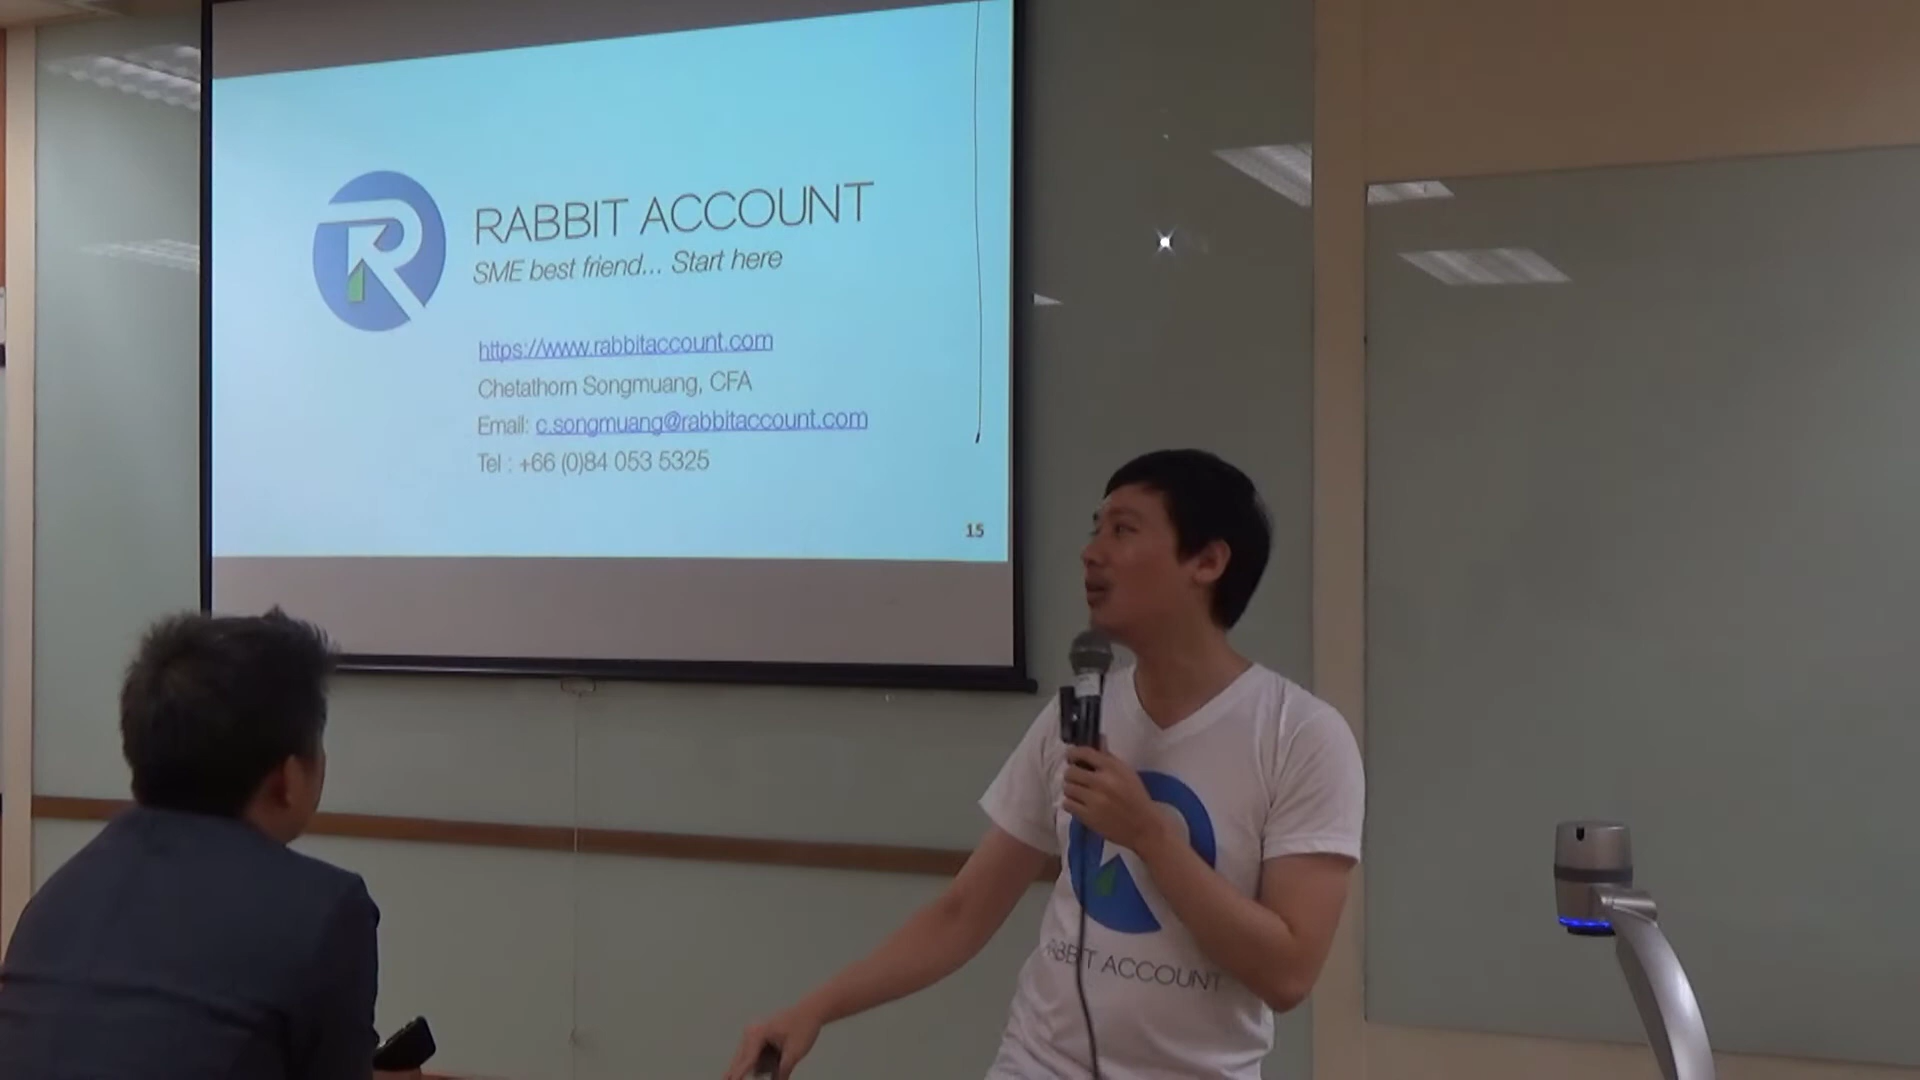 RABBIT ACCOUNT
SME best friend... Start here
https://www.rabbitaccount.com
Chetathorn Songmuang, CFA
Email: c.songmuang@rabbitaccount.com
Tel : +66 (0)84 053 5325
15
ACCOUNT